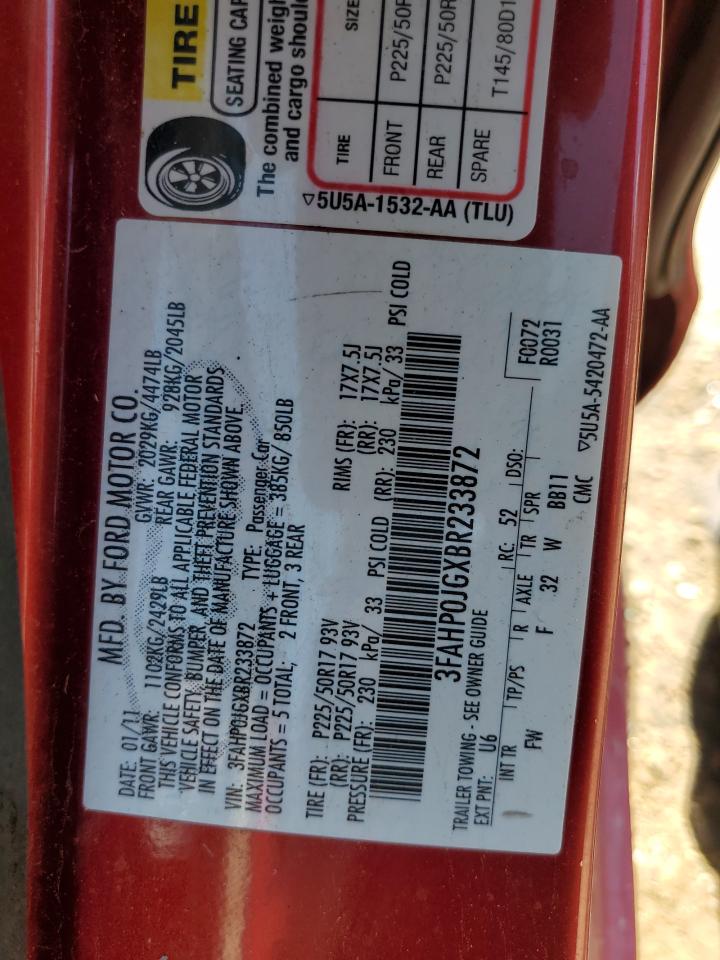 MFD. BY FORD MOTOR CO.
DATE: 01/11 GVWR: 2029KG/4474LB
FRONT GAWR: 1102KG/2429LB REAR GAWR: 928KG/2045LB
THIS VEHICLE CONFORMS TO ALL APPLICABLE FEDERAL MOTOR
VEHICLE SAFETY, BUMPER, AND THEFT PREVENTION STANDARDS
IN EFFECT ON THE DATE OF MANUFACTURE SHOWN ABOVE.
VIN: 3FAHP0JGXBR233872 TYPE: Passenger Car
MAXIMUM LOAD = OCCUPANTS + LUGGAGE = 385KG/ 850LB
OCCUPANTS = 5 TOTAL; 2 FRONT, 3 REAR
TIRE (FR): P225/50R17 93V RIMS (FR): 17X7.5J
(RR): P225/50R17 93V (RR): 17X7.5J
PRESSURE (FR): 230 kPa/ 33 PSI COLD (RR): 230 kPa/ 33 PSI COLD
3FAHP0JGXBR233872
TRAILER TOWING - SEE OWNER GUIDE
EXT PNT: U6 RC: 52 DSO:
F0072
R0031
INT TR TP/PS R AXLE TR SPR
FW F 32 W BB11
CMC ▽5U5A-5420472-AA
TIRE
SEATING CAP
The combined weigh
and cargo shoul
TIRE SIZE
FRONT P225/50R
REAR P225/50R
SPARE T145/80D1
▽5U5A-1532-AA (TLU)